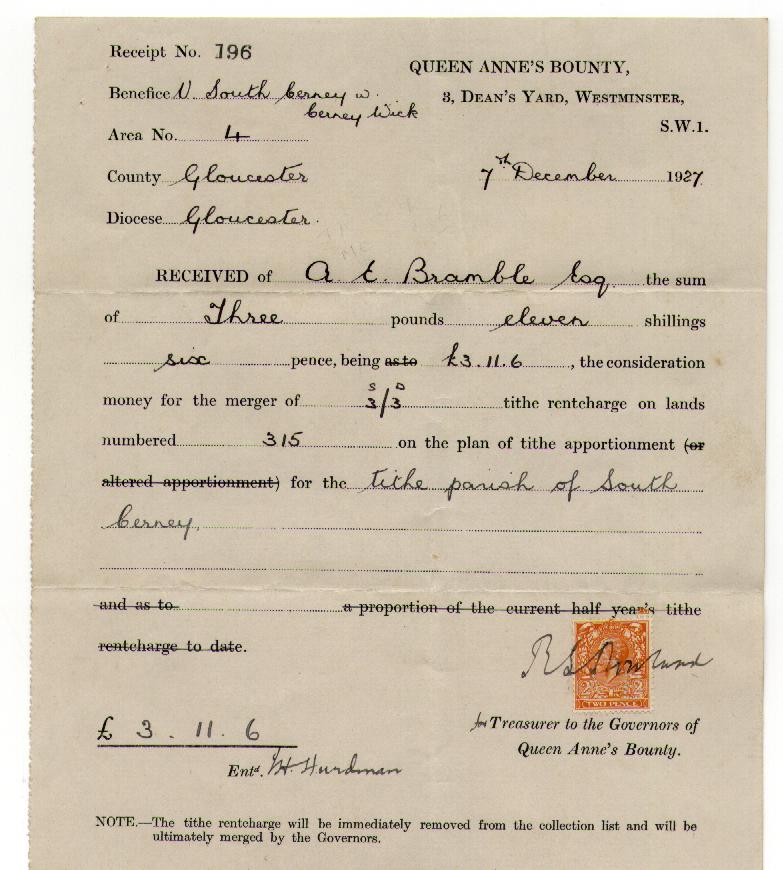 Receipt No. 196
QUEEN ANNE'S BOUNTY,
Benefice V. South Cerney w.
Cerney Wick
3, DEAN'S YARD, WESTMINSTER,
S.W.1.
Area No. 4
County Gloucester
7th December 1927
Diocese Gloucester.
RECEIVED of A E. Bramble Esq the sum
of Three pounds eleven shillings
six pence, being as to £3.11.6, the consideration
S D
money for the merger of 3/3 tithe rentcharge on lands
numbered 315 on the plan of tithe apportionment (or
altered apportionment) for the tithe parish of South
Cerney,
and as to a proportion of the current half year's tithe
rentcharge to date.
TWO PENCE
£ 3. 11. 6
for Treasurer to the Governors of
Queen Anne's Bounty.
Entd. Hurdman
NOTE.—The tithe rentcharge will be immediately removed from the collection list and will be
ultimately merged by the Governors.